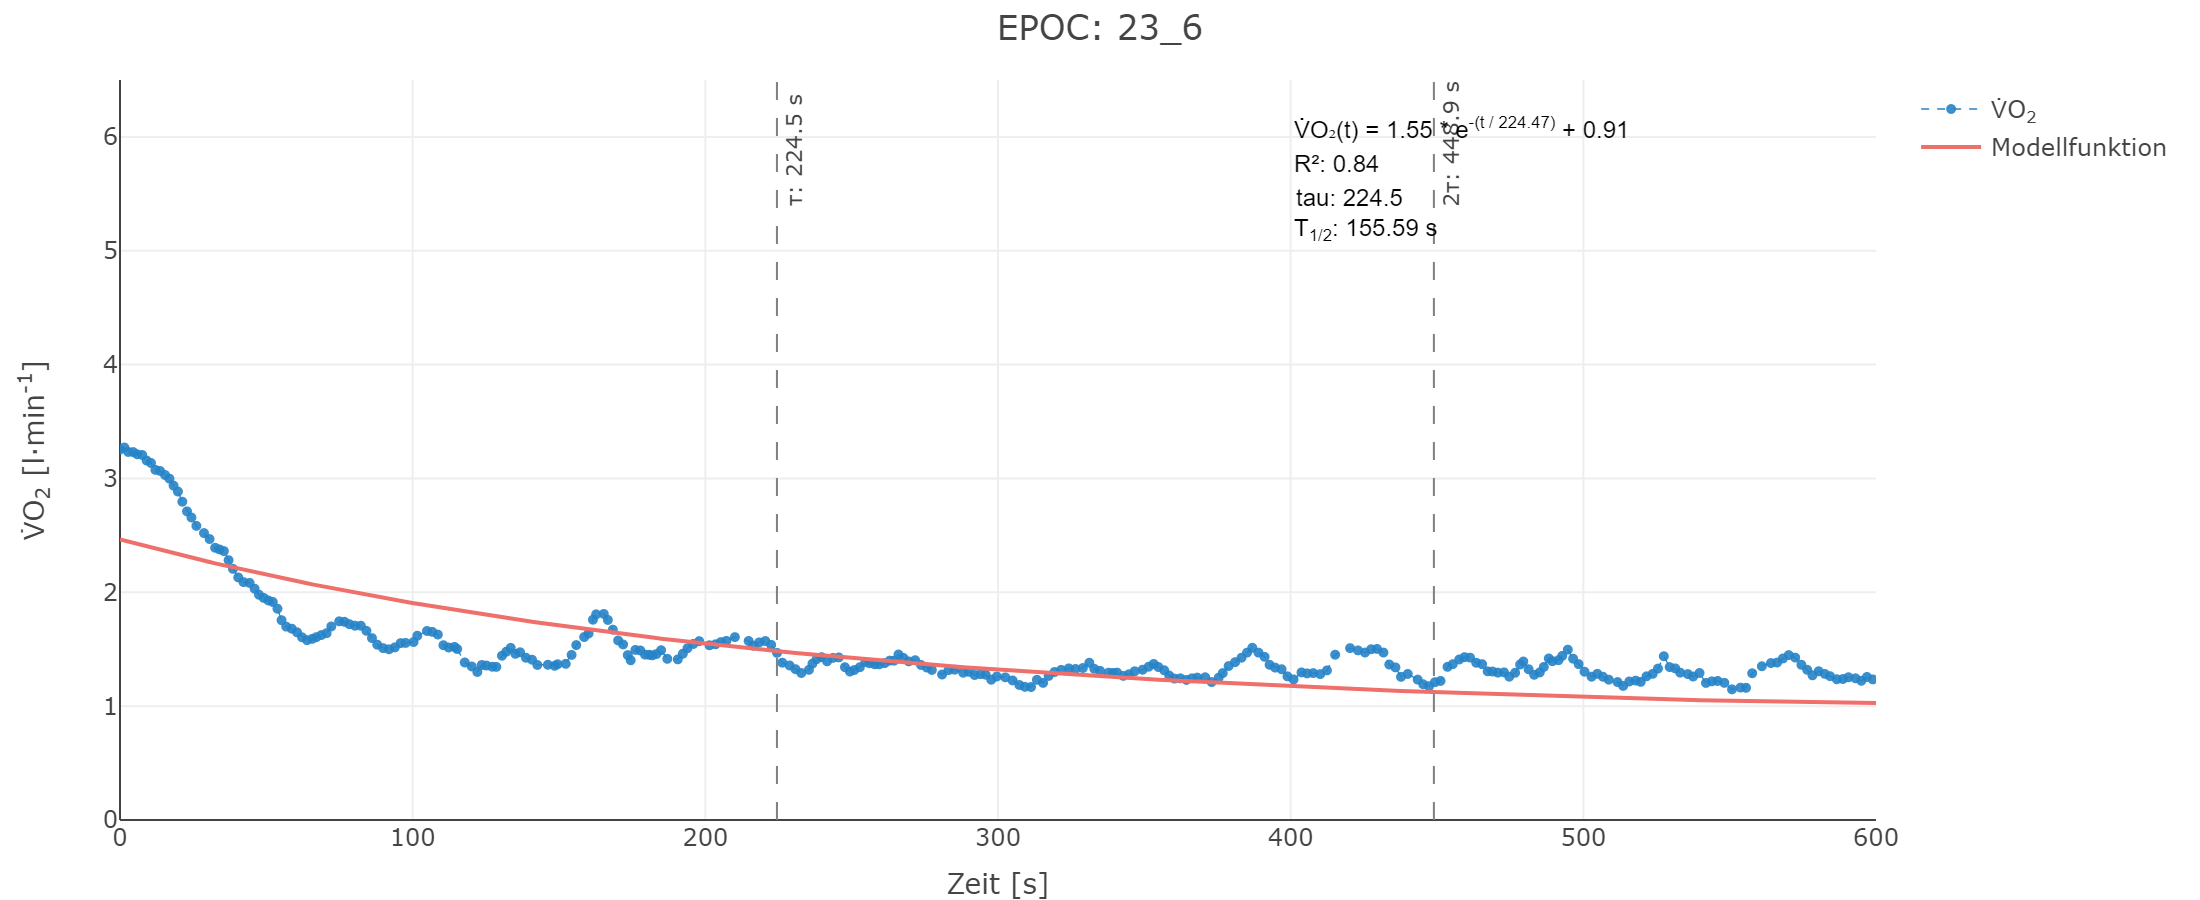 EPOC: 23_6
V̇O₂
Modellfunktion
V̇O₂(t) = 1.55 * e^-(t / 224.47) + 0.91
R²: 0.84
tau: 224.5
T1/2: 155.59 s
τ: 224.5 s
2τ: 448.9 s
V̇O₂ [l·min⁻¹]
6
5
4
3
2
1
0
0 100 200 300 400 500 600
Zeit [s]